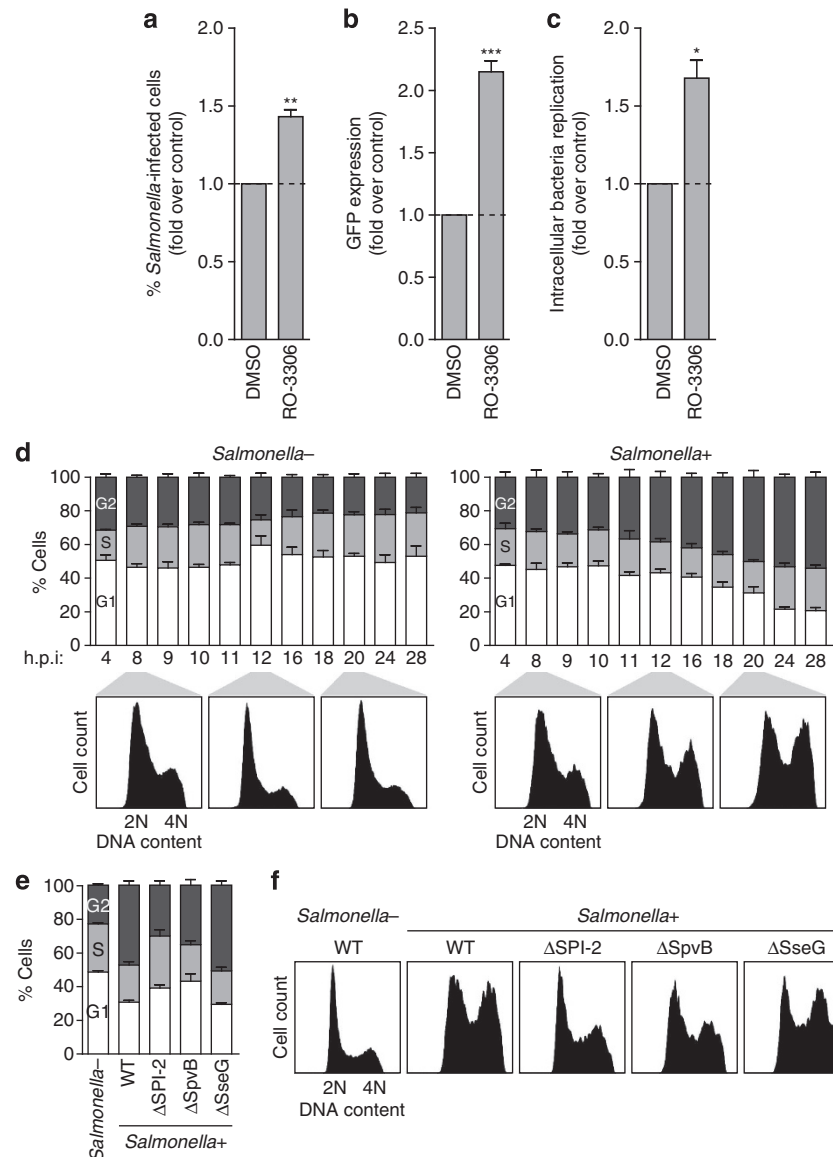 a
2.0
1.5
1.0
0.5
0.0
% Salmonella-infected cells
(fold over control)
**
DMSO
RO-3306
b
2.5
2.0
1.5
1.0
0.5
0.0
GFP expression
(fold over control)
***
DMSO
RO-3306
c
2.0
1.5
1.0
0.5
0.0
Intracellular bacteria replication
(fold over control)
*
DMSO
RO-3306
d
Salmonella–
100
80
60
40
20
0
% Cells
G2
S
G1
h.p.i:
4 8 9 10 11 12 16 18 20 24 28
Cell count
2N 4N
DNA content
Salmonella+
100
80
60
40
20
0
% Cells
G2
S
G1
4 8 9 10 11 12 16 18 20 24 28
Cell count
2N 4N
DNA content
e
100
80
60
40
20
0
% Cells
G2
S
G1
Salmonella–
WT
ΔSPI-2
ΔSpvB
ΔSseG
Salmonella+
f
Salmonella– Salmonella+
WT WT ΔSPI-2 ΔSpvB ΔSseG
Cell count
2N 4N
DNA content